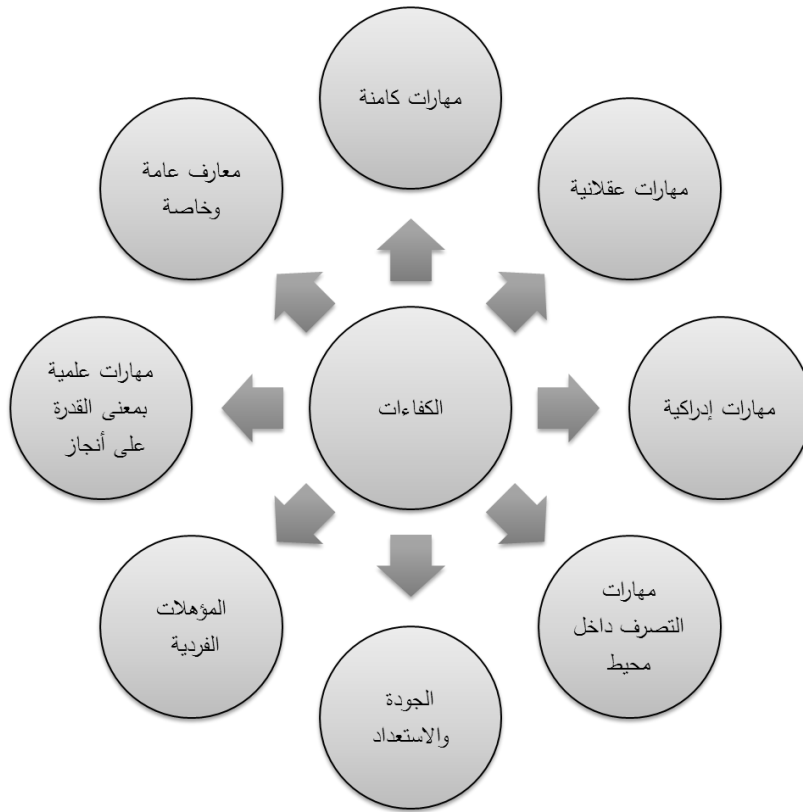 مهارات كامنة
مهارات عقلانية
مهارات إدراكية
مهارات
التصرف داخل
محيط
الجودة
والاستعداد
المؤهلات
الفردية
مهارات علمية
بمعنى القدرة
على أنجاز
معارف عامة
وخاصة
الكفاءات